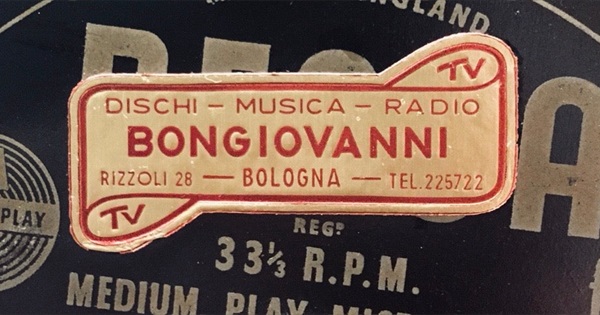 ENGLAND
TV
DISCHI – MUSICA – RADIO
BONGIOVANNI
RIZZOLI 28 — BOLOGNA — TEL. 225722
TV
PLAY
REGD
33⅓ R.P.M.
MEDIUM PLAY